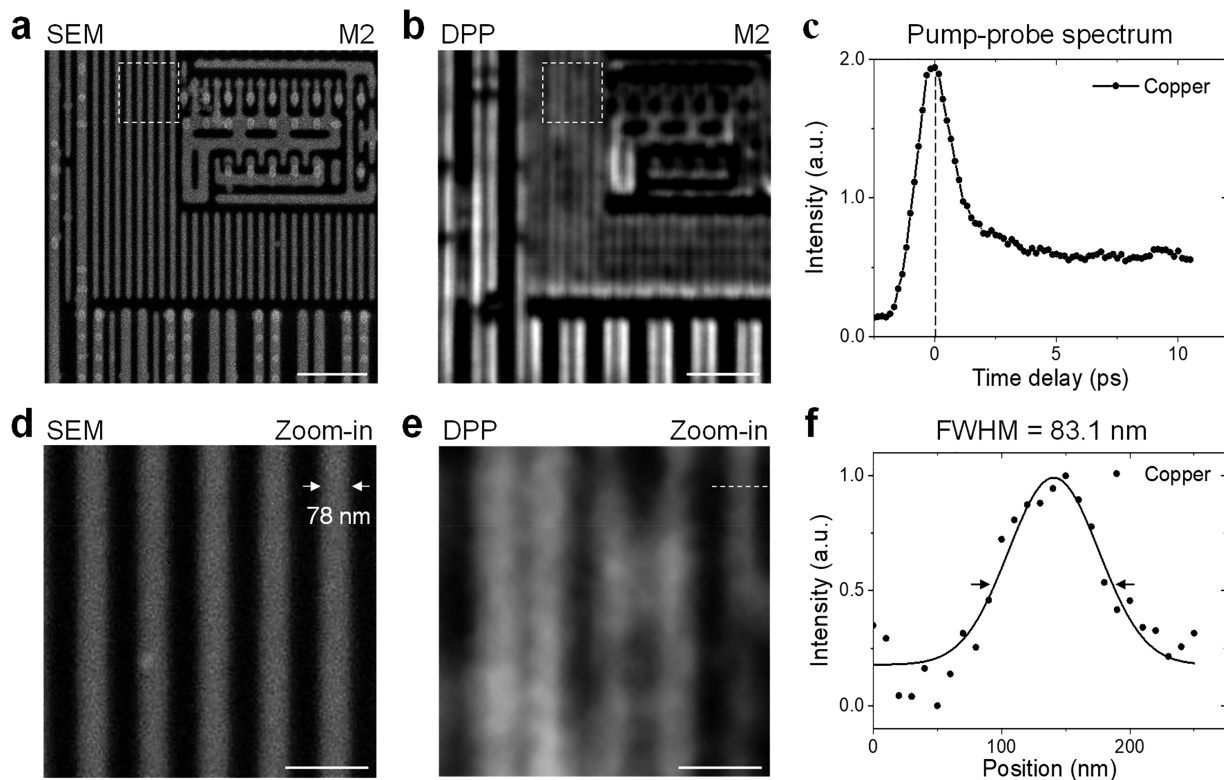 a SEM M2
b DPP M2
c Pump-probe spectrum
Copper
2.0
1.0
0.0
Intensity (a.u.)
0 5 10
Time delay (ps)
d SEM Zoom-in
78 nm
e DPP Zoom-in
f FWHM = 83.1 nm
Copper
1.0
0.5
0.0
Intensity (a.u.)
0 100 200
Position (nm)